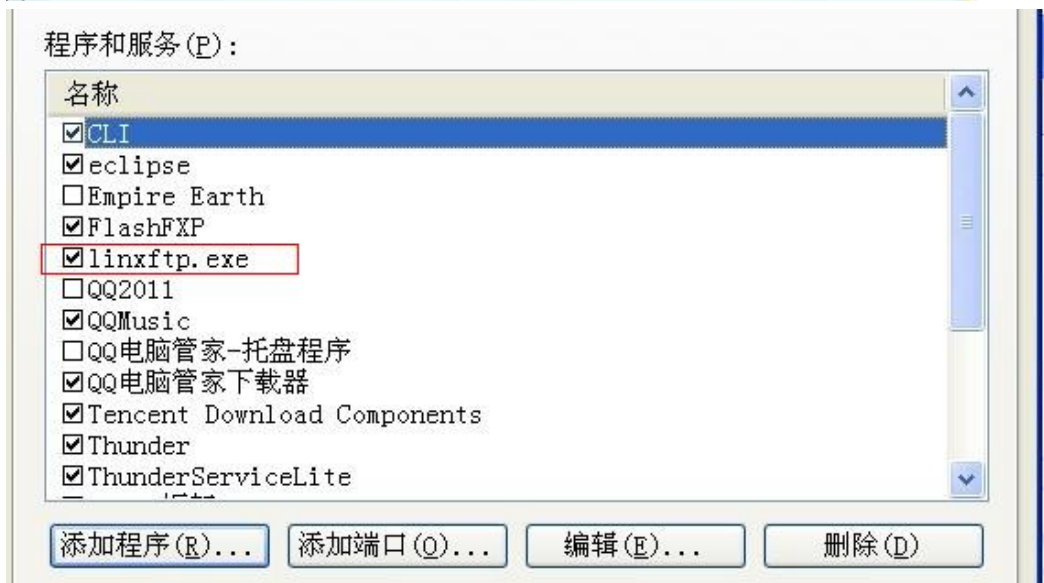 程序和服务(P):
名称
CLI
eclipse
Empire Earth
FlashFXP
linxftp.exe
QQ2011
QQMusic
QQ电脑管家-托盘程序
QQ电脑管家下载器
Tencent Download Components
Thunder
ThunderServiceLite
添加程序(R)... 添加端口(O)... 编辑(E)... 删除(D)